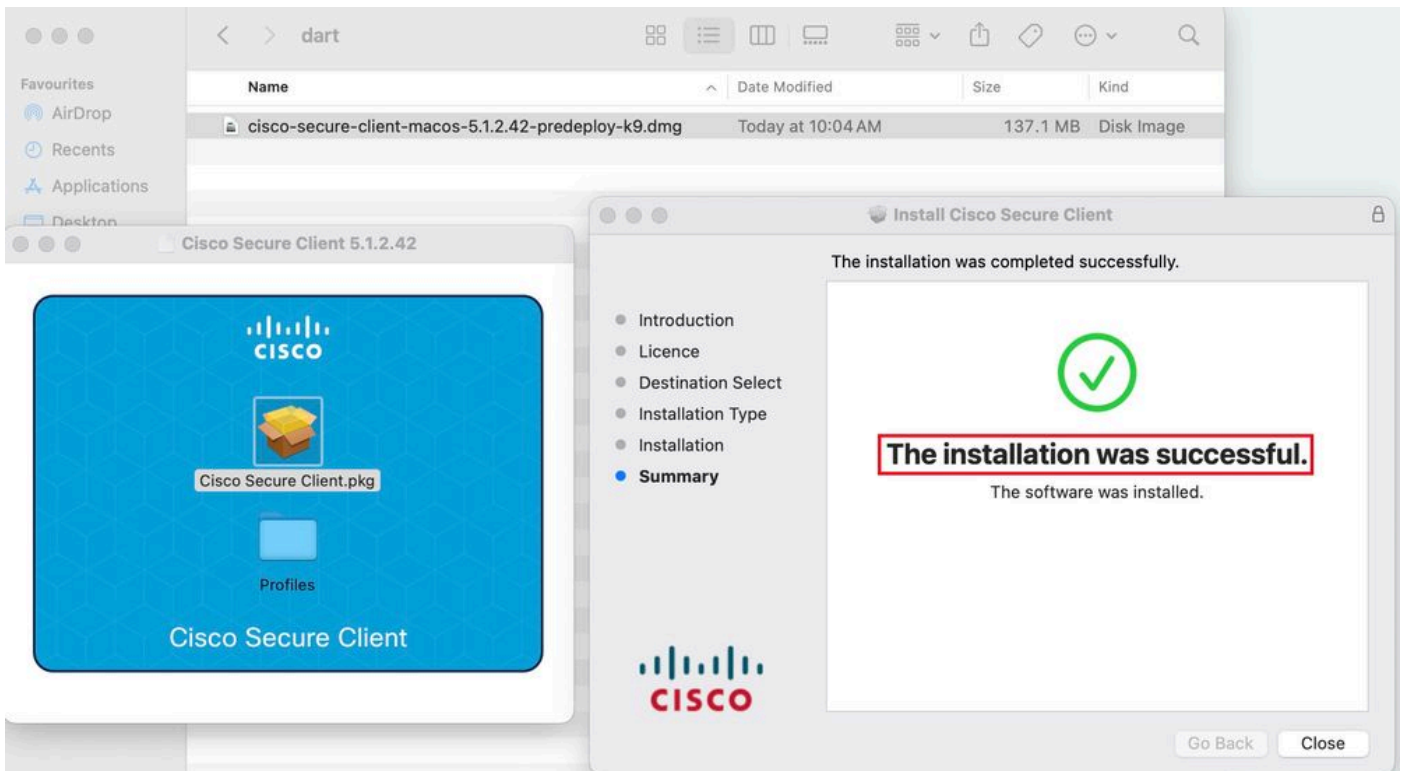 dart
Favourites
AirDrop
Recents
Applications
Desktop
Name
Date Modified
Size
Kind
cisco-secure-client-macos-5.1.2.42-predeploy-k9.dmg
Today at 10:04 AM
137.1 MB
Disk Image
Cisco Secure Client 5.1.2.42
CISCO
Cisco Secure Client.pkg
Profiles
Cisco Secure Client
Install Cisco Secure Client
The installation was completed successfully.
Introduction
Licence
Destination Select
Installation Type
Installation
Summary
The installation was successful.
The software was installed.
CISCO
Go Back
Close